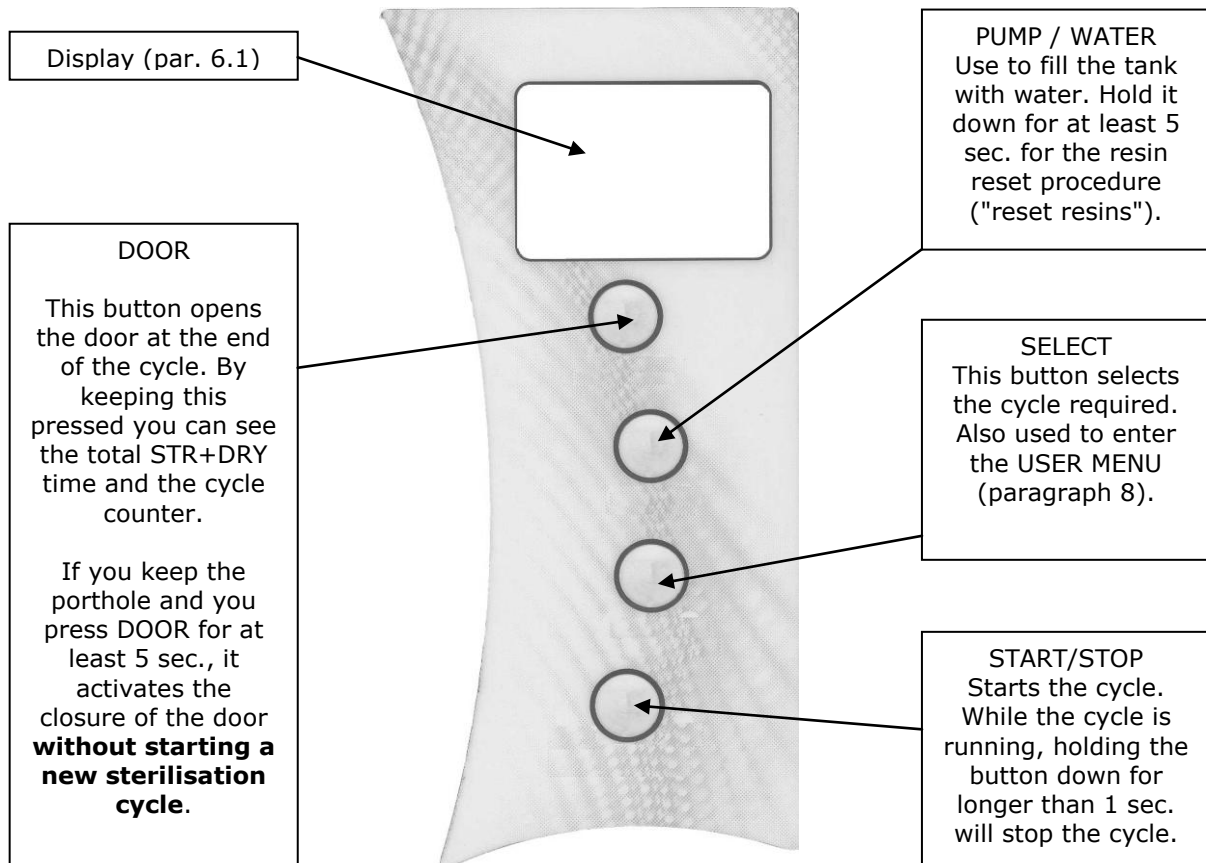 Display (par. 6.1)
DOOR
This button opens
the door at the end
of the cycle. By
keeping this
pressed you can see
the total STR+DRY
time and the cycle
counter.
If you keep the
porthole and you
press DOOR for at
least 5 sec., it
activates the
closure of the door
without starting a
new sterilisation
cycle.
PUMP / WATER
Use to fill the tank
with water. Hold it
down for at least 5
sec. for the resin
reset procedure
("reset resins").
SELECT
This button selects
the cycle required.
Also used to enter
the USER MENU
(paragraph 8).
START/STOP
Starts the cycle.
While the cycle is
running, holding the
button down for
longer than 1 sec.
will stop the cycle.